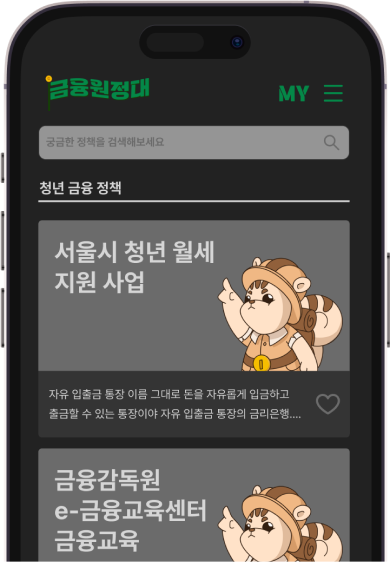 금융원정대
MY
궁금한 정책을 검색해보세요
청년 금융 정책
서울시 청년 월세
지원 사업
자유 입출금 통장 이름 그대로 돈을 자유롭게 입금하고
출금할 수 있는 통장이야 자유 입출금 통장의 금리은행....
금융감독원
e-금융교육센터
금융교육